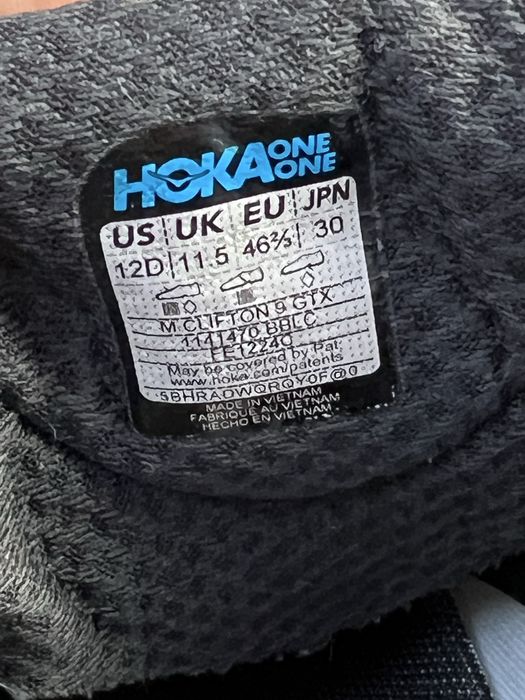 HOKA ONE ONE
US UK EU JPN
12D 11.5 46⅔ 30
M CLIFTON 9 GTX
1141470 BBLC
FE12240
May be covered by Pat.
www.hoka.com/patents
MADE IN VIETNAM
FABRIQUÉ AU VIETNAM
HECHO EN VIETNAM